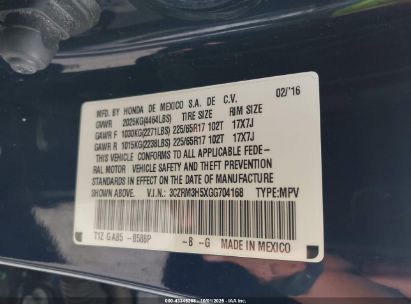 MFD. BY HONDA DE MEXICO S.A. DE C.V. 02/'16
GVWR 2025KG(4464LBS) TIRE SIZE RIM SIZE
GAWR F 1030KG(2271LBS) 225/65R17 102T 17X7J
GAWR R 1015KG(2238LBS) 225/65R17 102T 17X7J
THIS VEHICLE CONFORMS TO ALL APPLICABLE FEDE-
RAL MOTOR VEHICLE SAFETY AND THEFT PREVENTION
STANDARDS IN EFFECT ON THE DATE OF MANUFACTURE
SHOWN ABOVE. V.I.N.: 3CZRM3H5XGG704168 TYPE:MPV
T1Z GAB5 -B588P -B -G MADE IN MEXICO